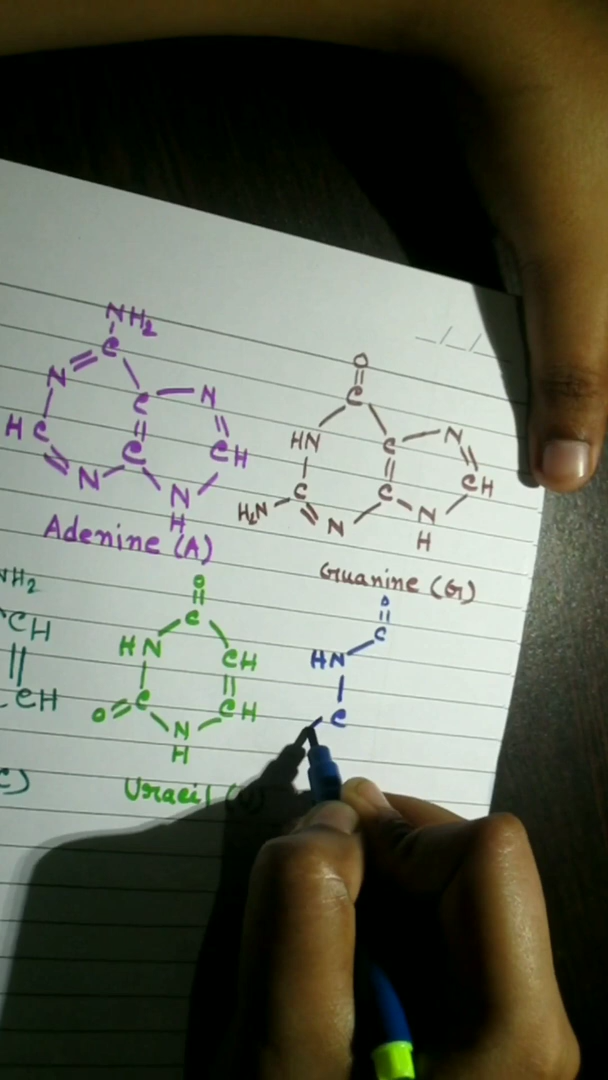 NH2
N C
C N
HC CH
N C N
H
Adenine (A)
O
C
HN C N
C C CH
H2N N N
H
Guanine (G)
NH2
CH
CH
C)
O
C
HN CH
C CH
O N
H
Uracil
O
C
HN
C